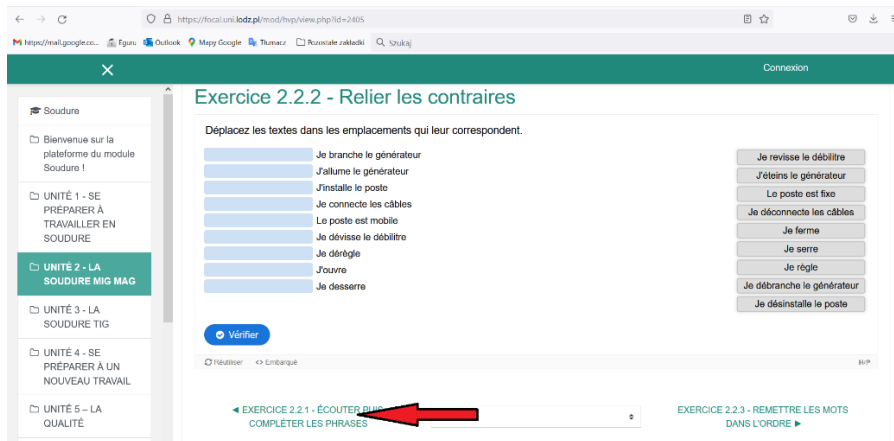 https://focal.uni.lodz.pl/mod/hvp/view.php?id=2405
https://mail.google.co... Eguru Outlook Mapy Google Tłumacz Pozostałe zakładki Szukaj
Connexion
Soudure
Bienvenue sur la
plateforme du module
Soudure !
UNITÉ 1 - SE
PRÉPARER À
TRAVAILLER EN
SOUDURE
UNITÉ 2 - LA
SOUDURE MIG MAG
UNITÉ 3 - LA
SOUDURE TIG
UNITÉ 4 - SE
PRÉPARER À UN
NOUVEAU TRAVAIL
UNITÉ 5 – LA
QUALITÉ
Exercice 2.2.2 - Relier les contraires
Déplacez les textes dans les emplacements qui leur correspondent.
Je branche le générateur
J'allume le générateur
J'installe le poste
Je connecte les câbles
Le poste est mobile
Je dévisse le débilitre
Je dérègle
J'ouvre
Je desserre
Je revisse le débilitre
J'éteins le générateur
Le poste est fixe
Je déconnecte les câbles
Je ferme
Je serre
Je règle
Je débranche le générateur
Je désinstalle le poste
Vérifier
Réutiliser <> Embarqué
H-P
◄ EXERCICE 2.2.1 - ÉCOUTER PUIS
COMPLÉTER LES PHRASES
EXERCICE 2.2.3 - REMETTRE LES MOTS
DANS L'ORDRE ►